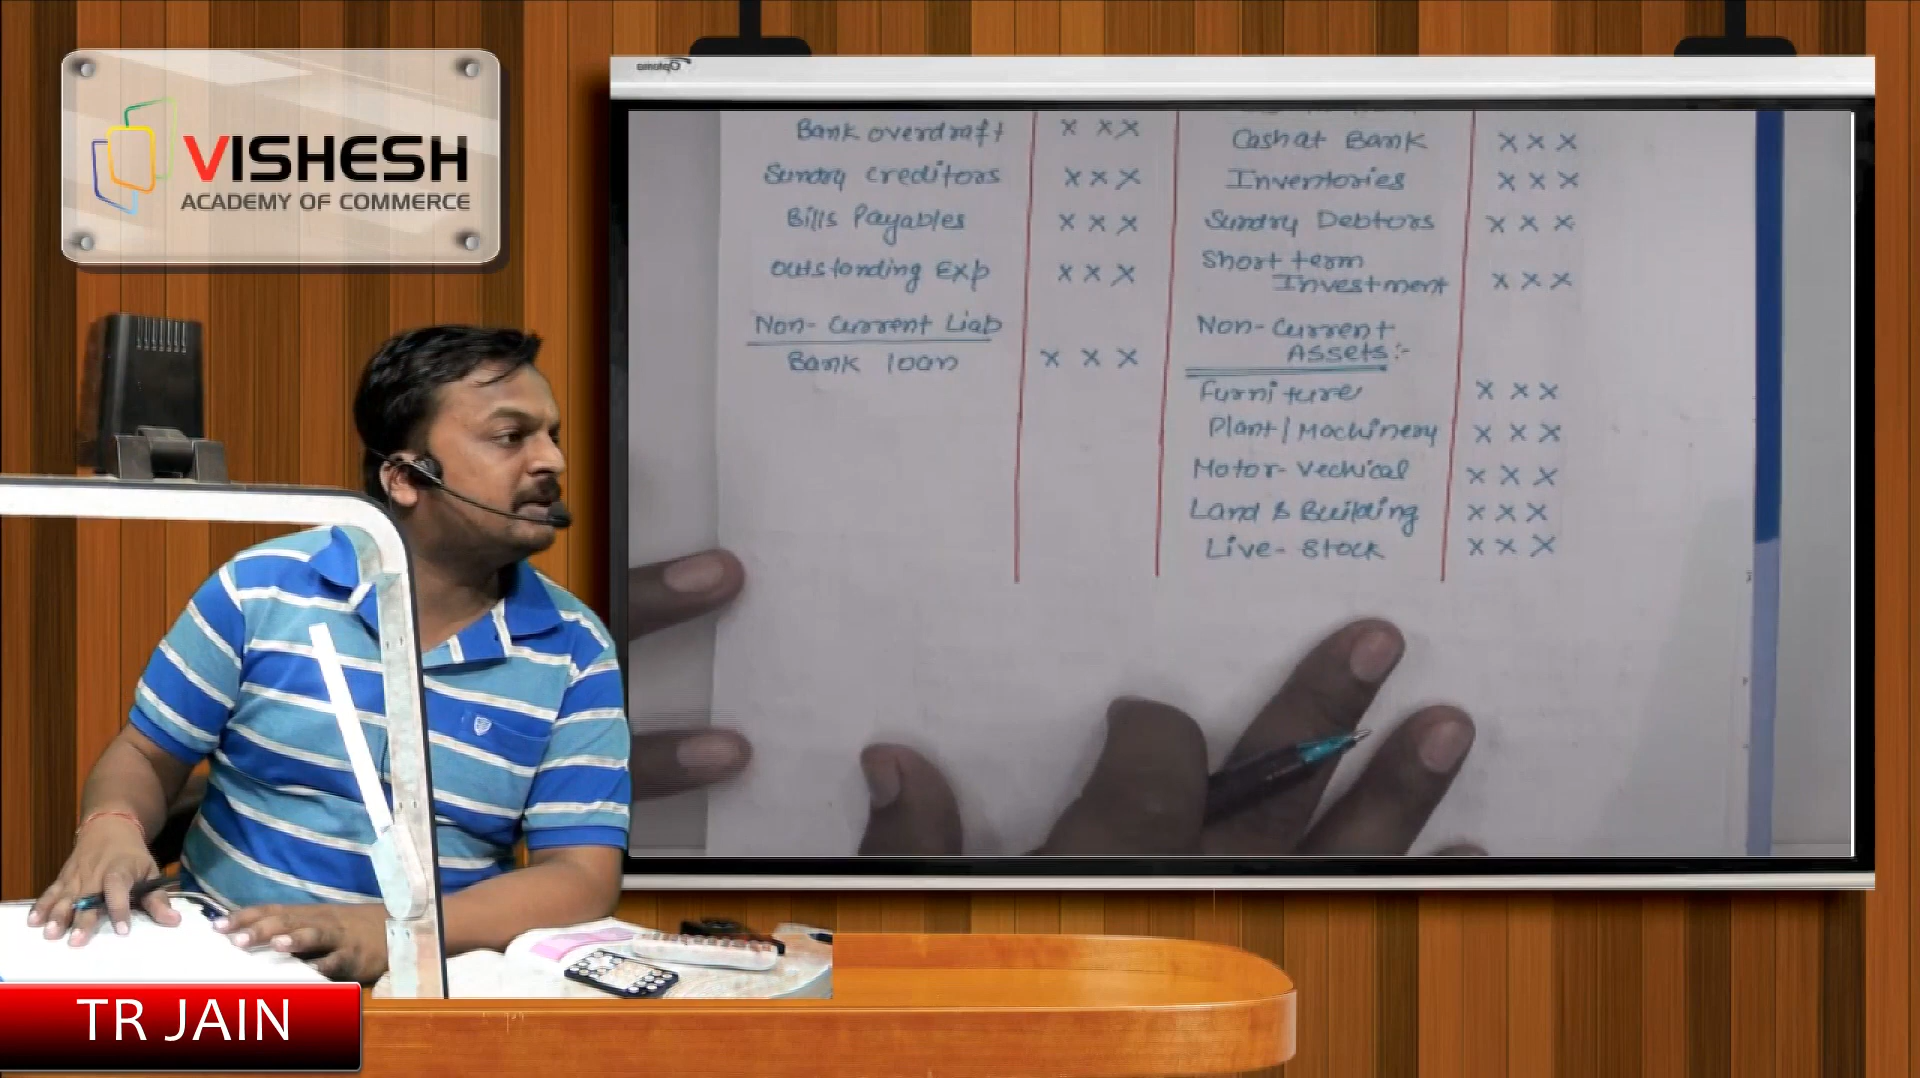 VISHESH
ACADEMY OF COMMERCE
Optoma
Bank overdraft x x x
Sundry creditors x x x
Bills Payables x x x
Outstanding Exp x x x
Non-Current Liab
Bank loan x x x
Cash at Bank x x x
Inventories x x x
Sundry Debtors x x x
Short term
Investment x x x
Non-Current
Assets:-
Furniture x x x
Plant/Machinery x x x
Motor-Vechical x x x
Land & Building x x x
Live-Stock x x x
TR JAIN